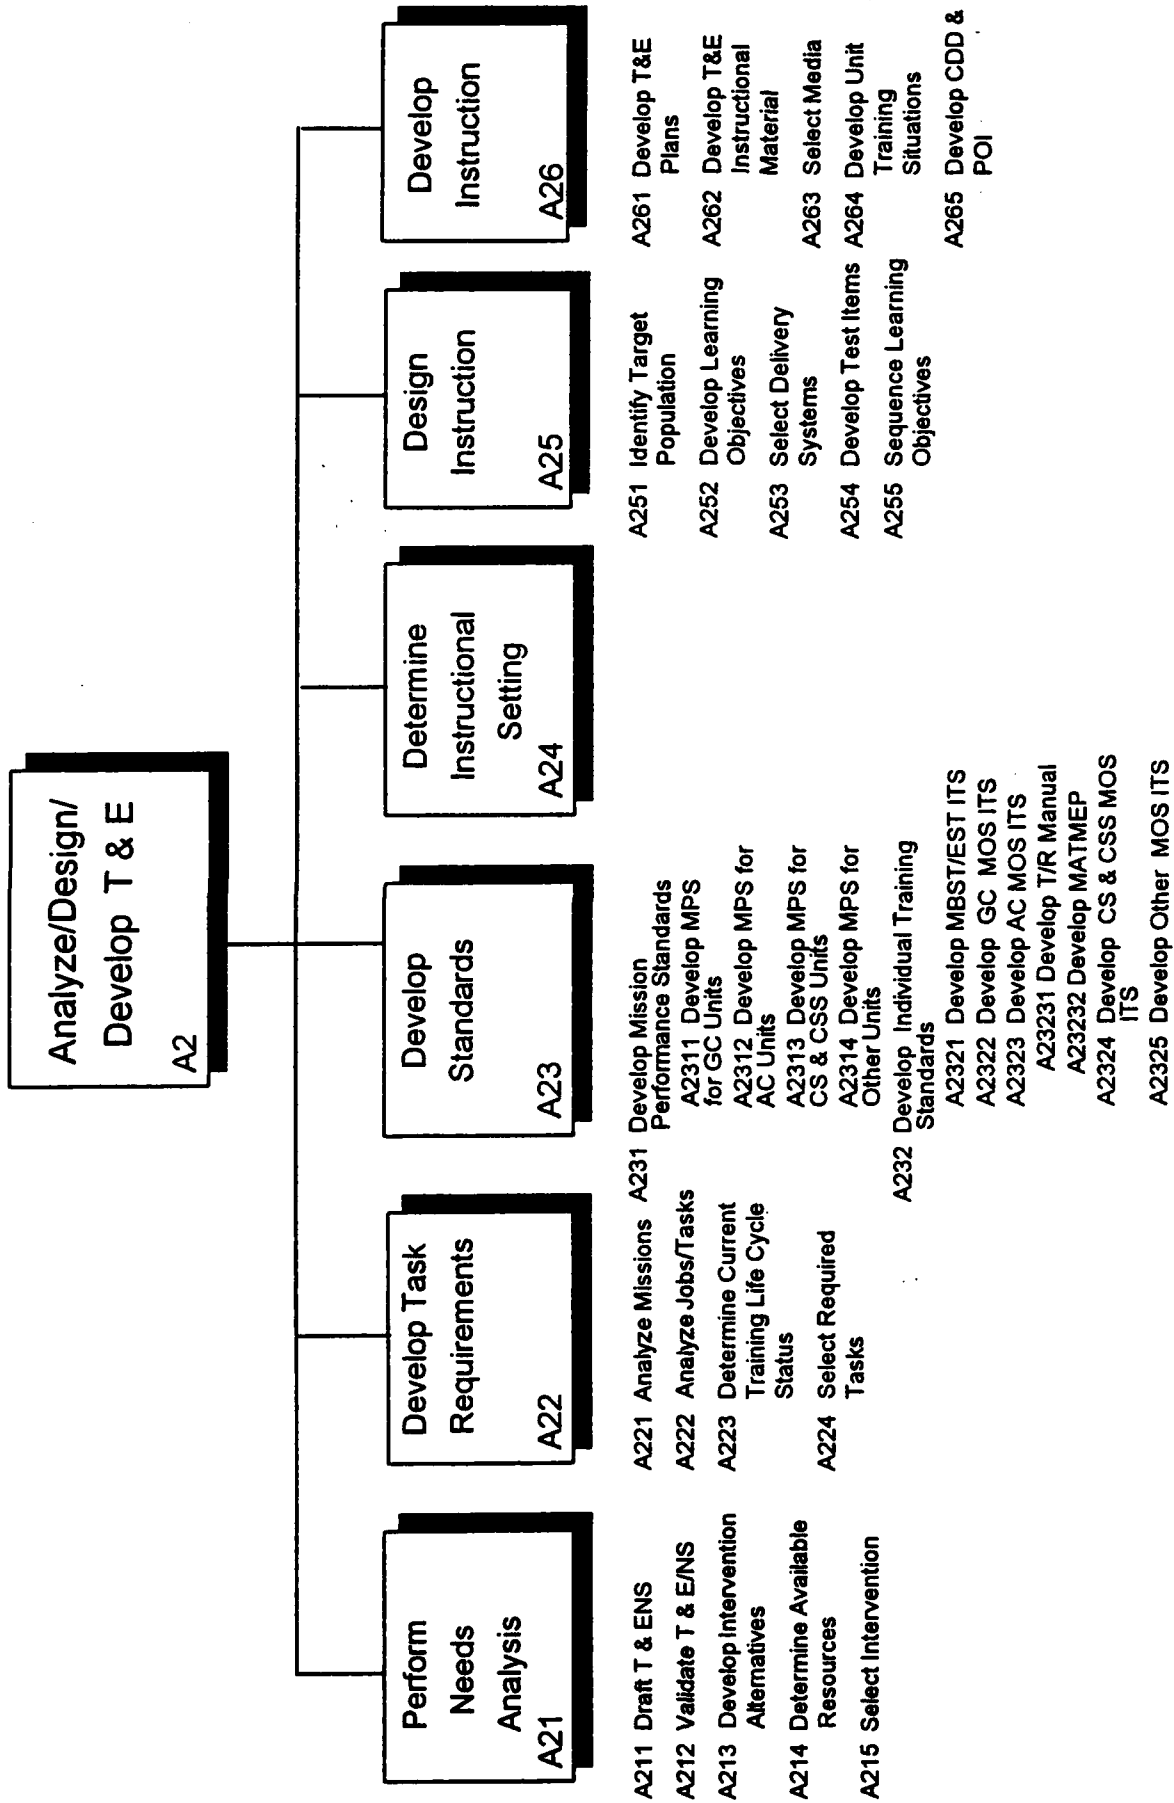 Analyze/Design/
Develop T & E
A2
Perform
Needs
Analysis
A21
A211 Draft T & ENS
A212 Validate T & E/NS
A213 Develop Intervention
Alternatives
A214 Determine Available
Resources
A215 Select Intervention
Develop Task
Requirements
A22
A221 Analyze Missions
A222 Analyze Jobs/Tasks
A223 Determine Current
Training Life Cycle
Status
A224 Select Required
Tasks
Develop
Standards
A23
A231 Develop Mission
Performance Standards
A2311 Develop MPS
for GC Units
A2312 Develop MPS for
AC Units
A2313 Develop MPS for
CS & CSS Units
A2314 Develop MPS for
Other Units
A232 Develop Individual Training
Standards
A2321 Develop MBST/EST ITS
A2322 Develop GC MOS ITS
A2323 Develop AC MOS ITS
A23231 Develop T/R Manual
A23232 Develop MATMEP
A2324 Develop CS & CSS MOS
ITS
A2325 Develop Other MOS ITS
Determine
Instructional
Setting
A24
Design
Instruction
A25
A251 Identify Target
Population
A252 Develop Learning
Objectives
A253 Select Delivery
Systems
A254 Develop Test Items
A255 Sequence Learning
Objectives
Develop
Instruction
A26
A261 Develop T&E
Plans
A262 Develop T&E
Instructional
Material
A263 Select Media
A264 Develop Unit
Training
Situations
A265 Develop CDD &
POI